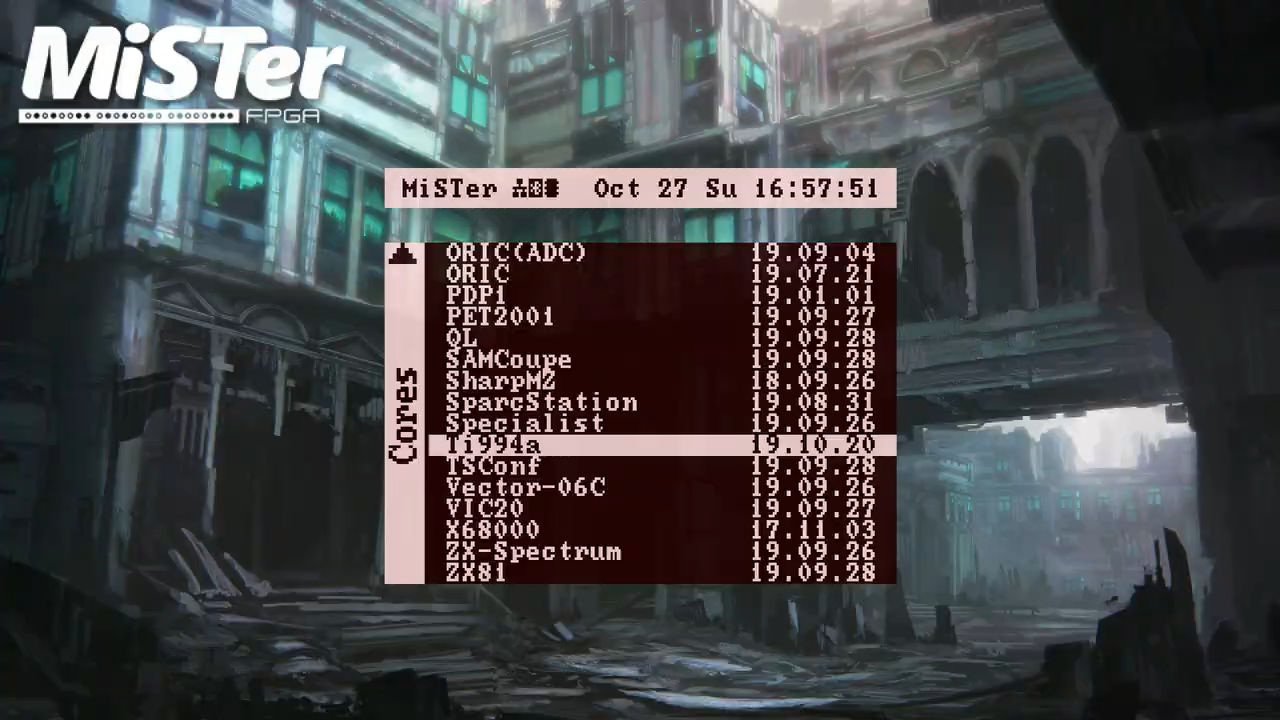 MiSTer
FPGA
MiSTer Oct 27 Su 16:57:51
Cores
ORIC(ADC) 19.09.04
ORIC 19.07.21
PDP1 19.01.01
PET2001 19.09.27
QL 19.09.28
SAMCoupe 19.09.28
SharpMZ 18.09.26
SparcStation 19.08.31
Specialist 19.09.26
Ti994a 19.10.20
TSConf 19.09.28
Vector-06C 19.09.26
VIC20 19.09.27
X68000 17.11.03
ZX-Spectrum 19.09.26
ZX81 19.09.28